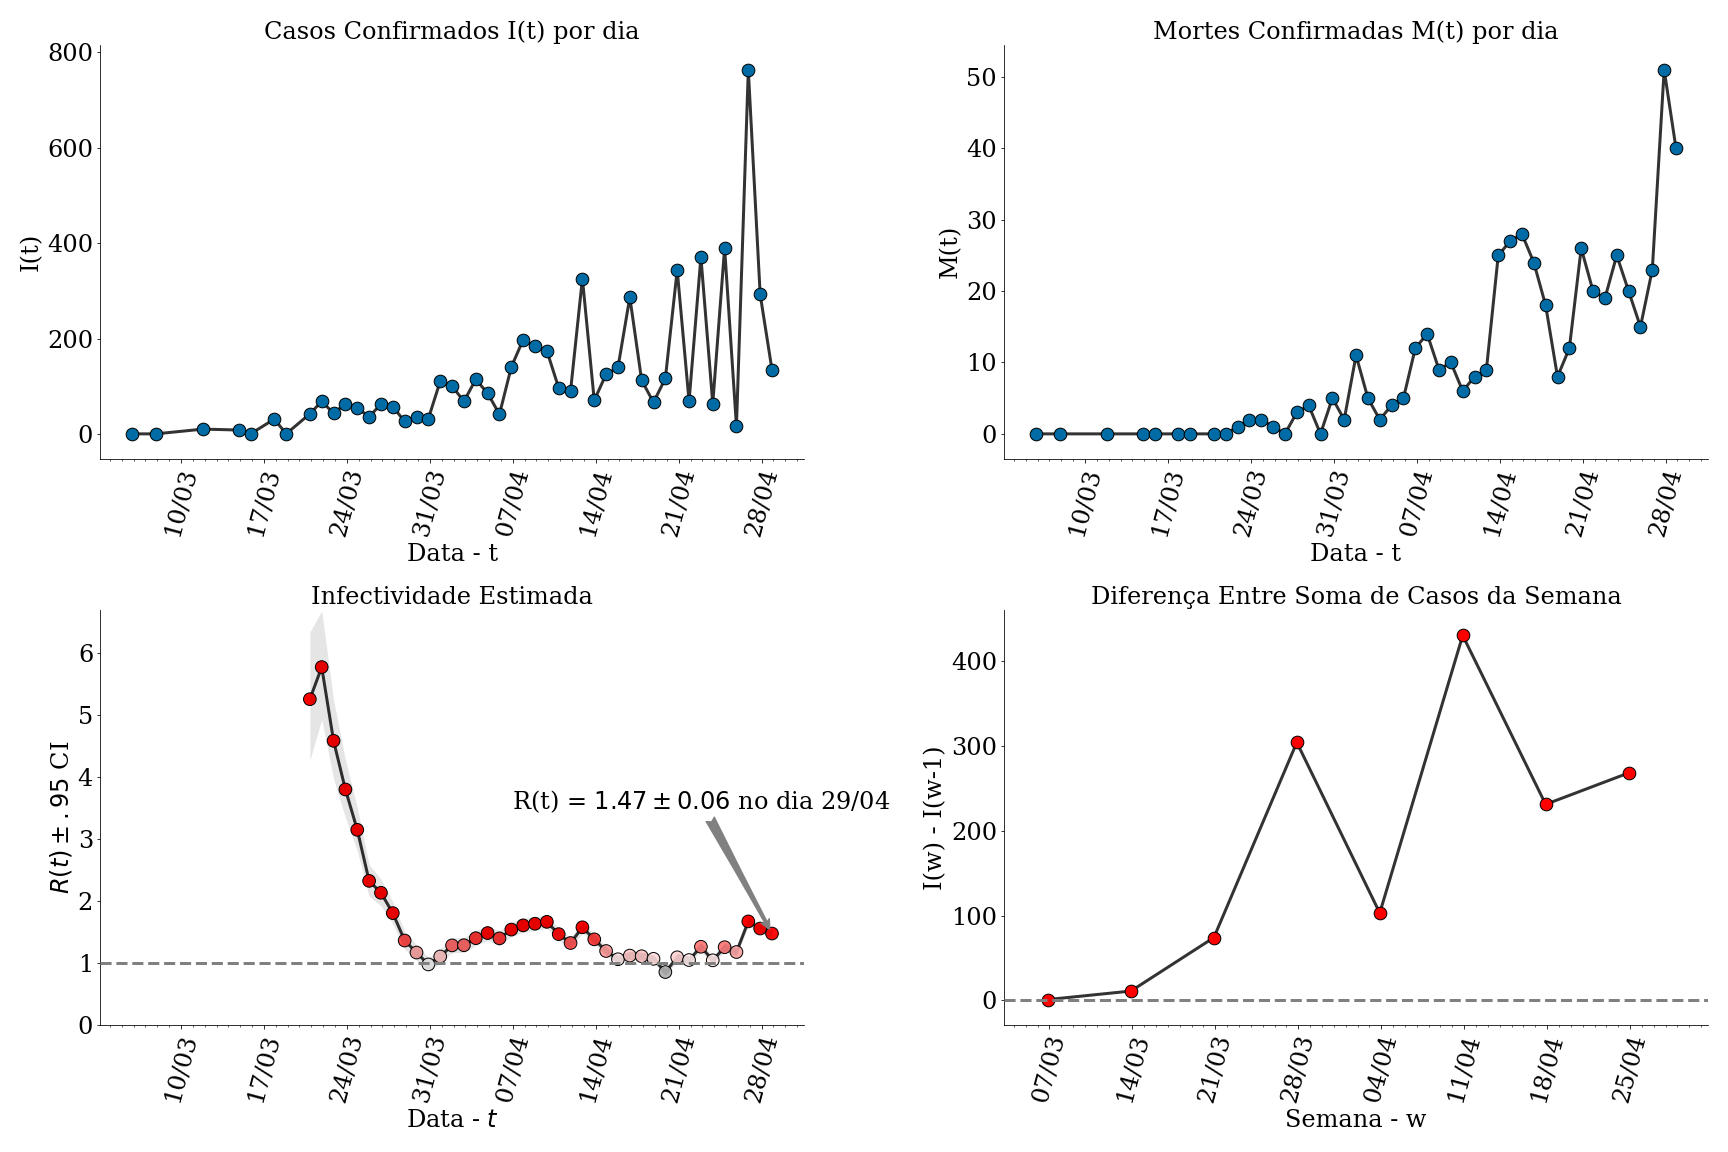 Casos Confirmados I(t) por dia
I(t)
800
600
400
200
0
10/03 17/03 24/03 31/03 07/04 14/04 21/04 28/04
Data - t
Mortes Confirmadas M(t) por dia
M(t)
50
40
30
20
10
0
10/03 17/03 24/03 31/03 07/04 14/04 21/04 28/04
Data - t
Infectividade Estimada
R(t) ± .95 CI
6
5
4
3
2
1
0
R(t) = 1.47 ± 0.06 no dia 29/04
10/03 17/03 24/03 31/03 07/04 14/04 21/04 28/04
Data - t
Diferença Entre Soma de Casos da Semana
I(w) - I(w-1)
400
300
200
100
0
07/03 14/03 21/03 28/03 04/04 11/04 18/04 25/04
Semana - w